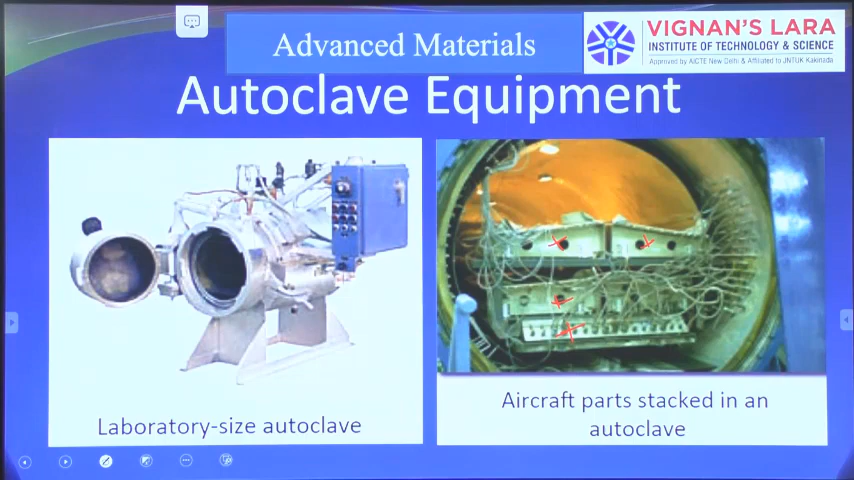 Advanced Materials
VIGNAN'S LARA
INSTITUTE OF TECHNOLOGY & SCIENCE
Approved by AICTE New Delhi & Affiliated to JNTUK Kakinada
Autoclave Equipment
Laboratory-size autoclave
Aircraft parts stacked in an
autoclave